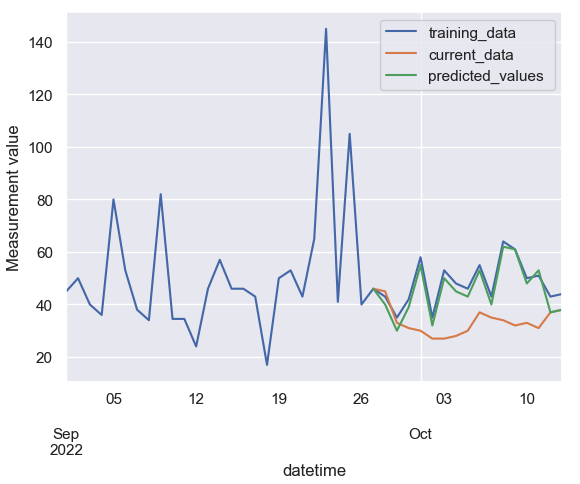 training_data
current_data
predicted_values
Measurement value
140
120
100
80
60
40
20
05
12
19
26
03
10
Sep
Oct
2022
datetime